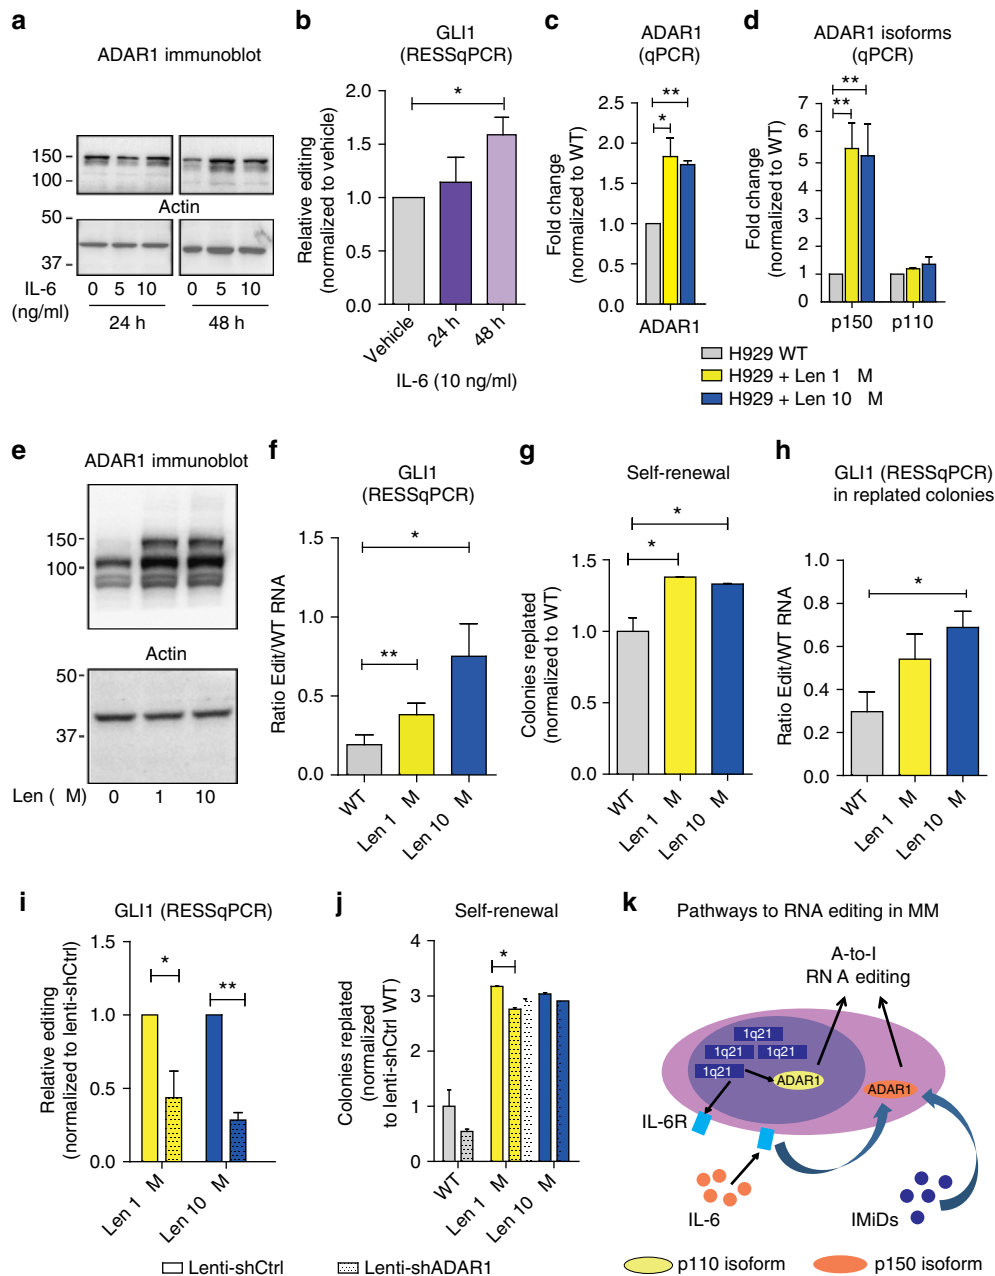 a
ADAR1 immunoblot
150
100
Actin
50
37
IL-6
(ng/ml)
0 5 10 0 5 10
24 h 48 h
b
GLI1
(RESSqPCR)
Relative editing
(normalized to vehicle)
2.0
1.5
1.0
0.5
0.0
*
Vehicle
24 h
48 h
IL-6 (10 ng/ml)
c
ADAR1
(qPCR)
Fold change
(normalized to WT)
2.5
2.0
1.5
1.0
0.5
0.0
**
*
ADAR1
d
ADAR1 isoforms
(qPCR)
Fold change
(normalized to WT)
7
6
5
4
3
2
1
0
**
**
p150 p110
H929 WT
H929 + Len 1 M
H929 + Len 10 M
e
ADAR1 immunoblot
150
100
Actin
50
37
Len ( M) 0 1 10
f
GLI1
(RESSqPCR)
Ratio Edit/WT RNA
1.5
1.0
0.5
0.0
*
**
WT
Len 1 M
Len 10 M
g
Self-renewal
Colonies replated
(normalized to WT)
1.5
1.0
0.5
0.0
*
*
WT
Len 1 M
Len 10 M
h
GLI1 (RESSqPCR)
in replated colonies
Ratio Edit/WT RNA
1.0
0.8
0.6
0.4
0.2
0.0
*
WT
Len 1 M
Len 10 M
i
GLI1 (RESSqPCR)
Relative editing
(normalized to lenti-shCtrl)
1.5
1.0
0.5
0.0
*
**
Len 1 M
Len 10 M
j
Self-renewal
Colonies replated
(normalized
to lenti-shCtrl WT)
4
3
2
1
0
*
WT
Len 1 M
Len 10 M
Lenti-shCtrl Lenti-shADAR1
k
Pathways to RNA editing in MM
A-to-I
RN A editing
1q21
1q21 1q21
1q21
ADAR1
ADAR1
IL-6R
IL-6
IMiDs
p110 isoform p150 isoform